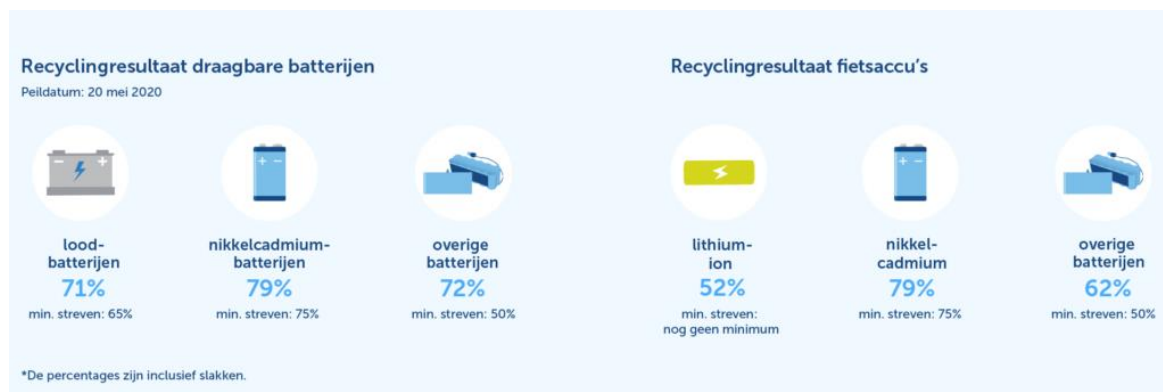 Recyclingresultaat draagbare batterijen
Peildatum: 20 mei 2020
lood-
batterijen
71%
min. streven: 65%
nikkelcadmium-
batterijen
79%
min. streven: 75%
overige
batterijen
72%
min. streven: 50%
Recyclingresultaat fietsaccu's
lithium-
ion
52%
min. streven:
nog geen minimum
nikkel-
cadmium
79%
min. streven: 75%
overige
batterijen
62%
min. streven: 50%
*De percentages zijn inclusief slakken.